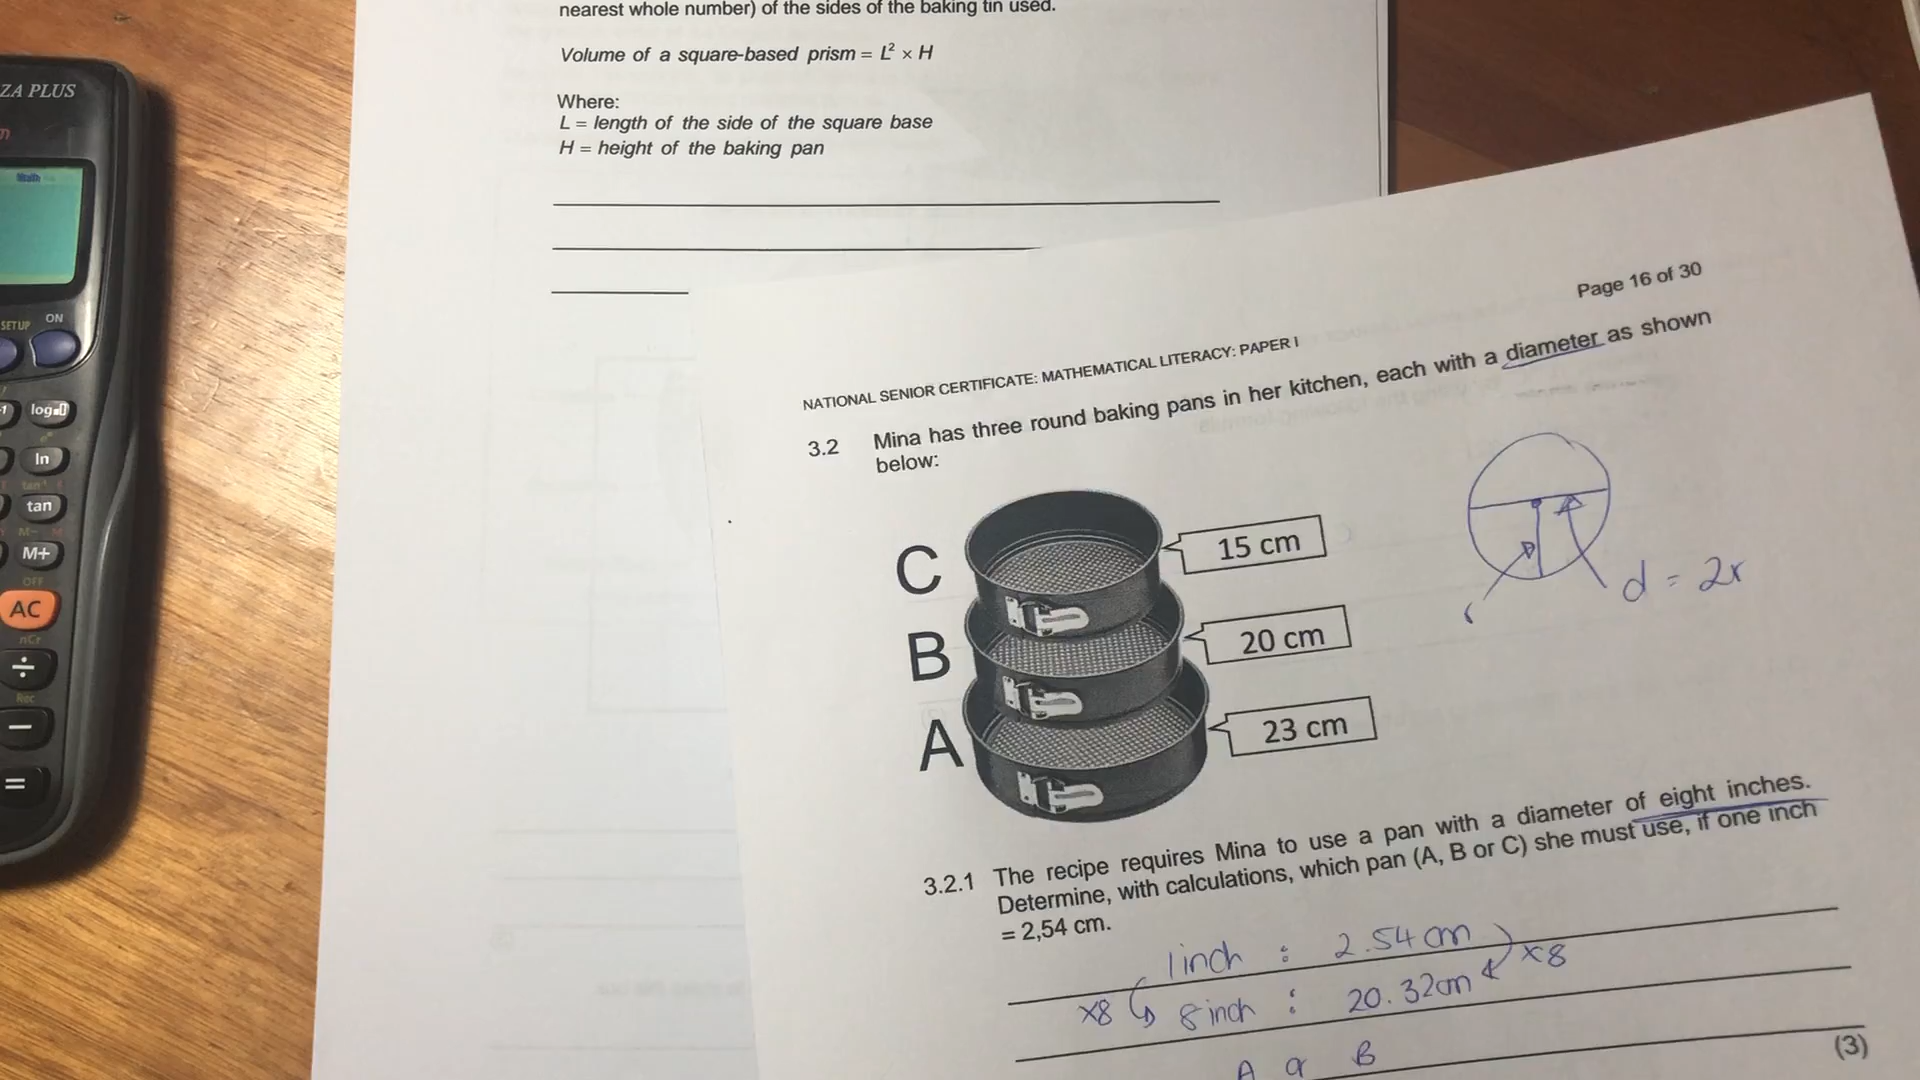 nearest whole number) of the sides of the baking tin used.
Volume of a square-based prism = L² × H
Where:
L = length of the side of the square base
H = height of the baking pan
ZA PLUS
SETUP ON
log
ln
tan
M+
OFF
AC
nCr
÷
Rec
−
=
Page 16 of 30
NATIONAL SENIOR CERTIFICATE: MATHEMATICAL LITERACY: PAPER I
3.2 Mina has three round baking pans in her kitchen, each with a diameter as shown
below:
C 15 cm
B 20 cm
A 23 cm
d = 2r
3.2.1 The recipe requires Mina to use a pan with a diameter of eight inches.
Determine, with calculations, which pan (A, B or C) she must use, if one inch
= 2,54 cm.
1 inch : 2.54 cm ×8
×8 8 inch : 20.32cm
A or B
(3)